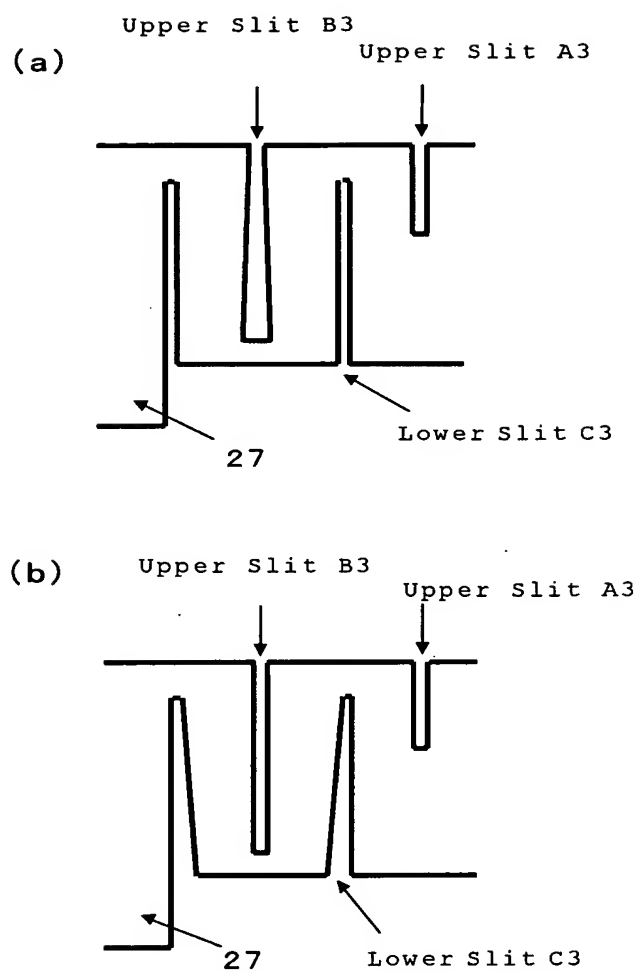 Upper Slit B3
(a)
Upper Slit A3
Lower Slit C3
27
(b)
Upper Slit B3
Upper Slit A3
27
Lower Slit C3